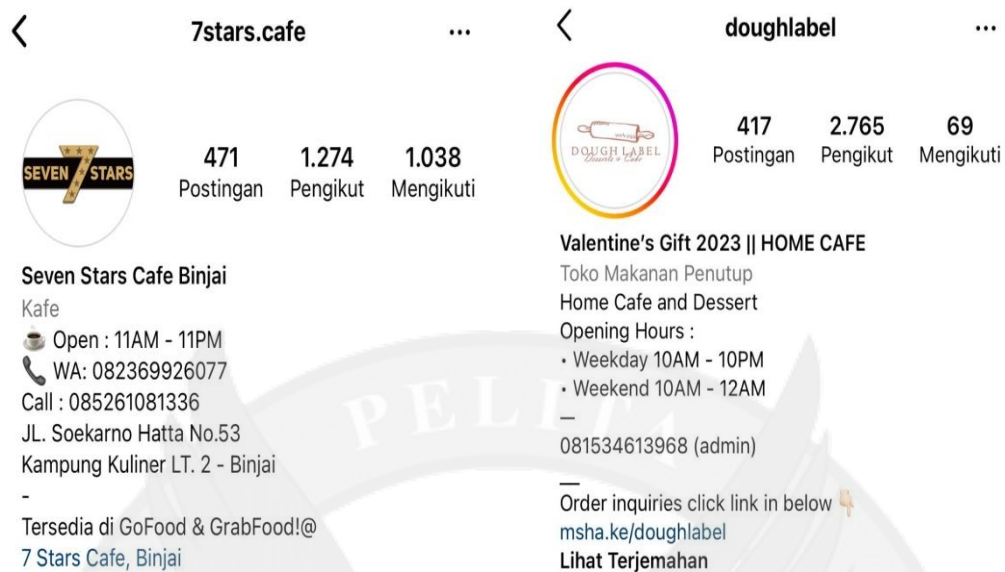 7stars.cafe
SEVEN 7 STARS
471 1.274 1.038
Postingan Pengikut Mengikuti
Seven Stars Cafe Binjai
Kafe
Open : 11AM - 11PM
WA: 082369926077
Call : 085261081336
JL. Soekarno Hatta No.53
Kampung Kuliner LT. 2 - Binjai
-
Tersedia di GoFood & GrabFood!@
7 Stars Cafe, Binjai
doughlabel
DOUGH LABEL
Desserts & Cake
417 2.765 69
Postingan Pengikut Mengikuti
Valentine's Gift 2023 || HOME CAFE
Toko Makanan Penutup
Home Cafe and Dessert
Opening Hours :
• Weekday 10AM - 10PM
• Weekend 10AM - 12AM
—
081534613968 (admin)
—
Order inquiries click link in below
msha.ke/doughlabel
Lihat Terjemahan
PELITA